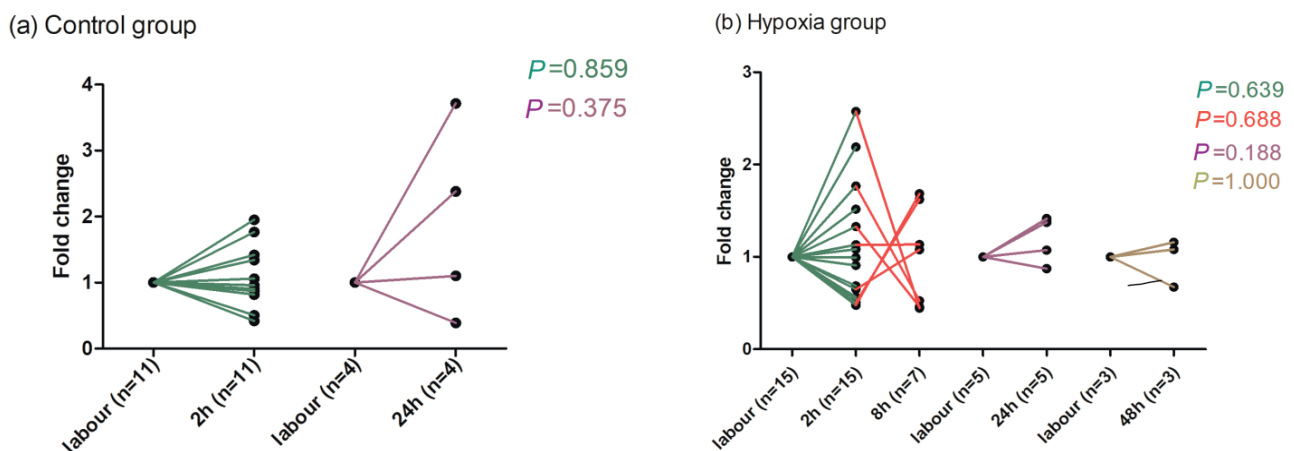 (a) Control group
P=0.859
P=0.375
Fold change
4
3
2
1
0
labour (n=11)
2h (n=11)
labour (n=4)
24h (n=4)
(b) Hypoxia group
P=0.639
P=0.688
P=0.188
P=1.000
Fold change
3
2
1
0
labour (n=15)
2h (n=15)
8h (n=7)
labour (n=5)
24h (n=5)
labour (n=3)
48h (n=3)